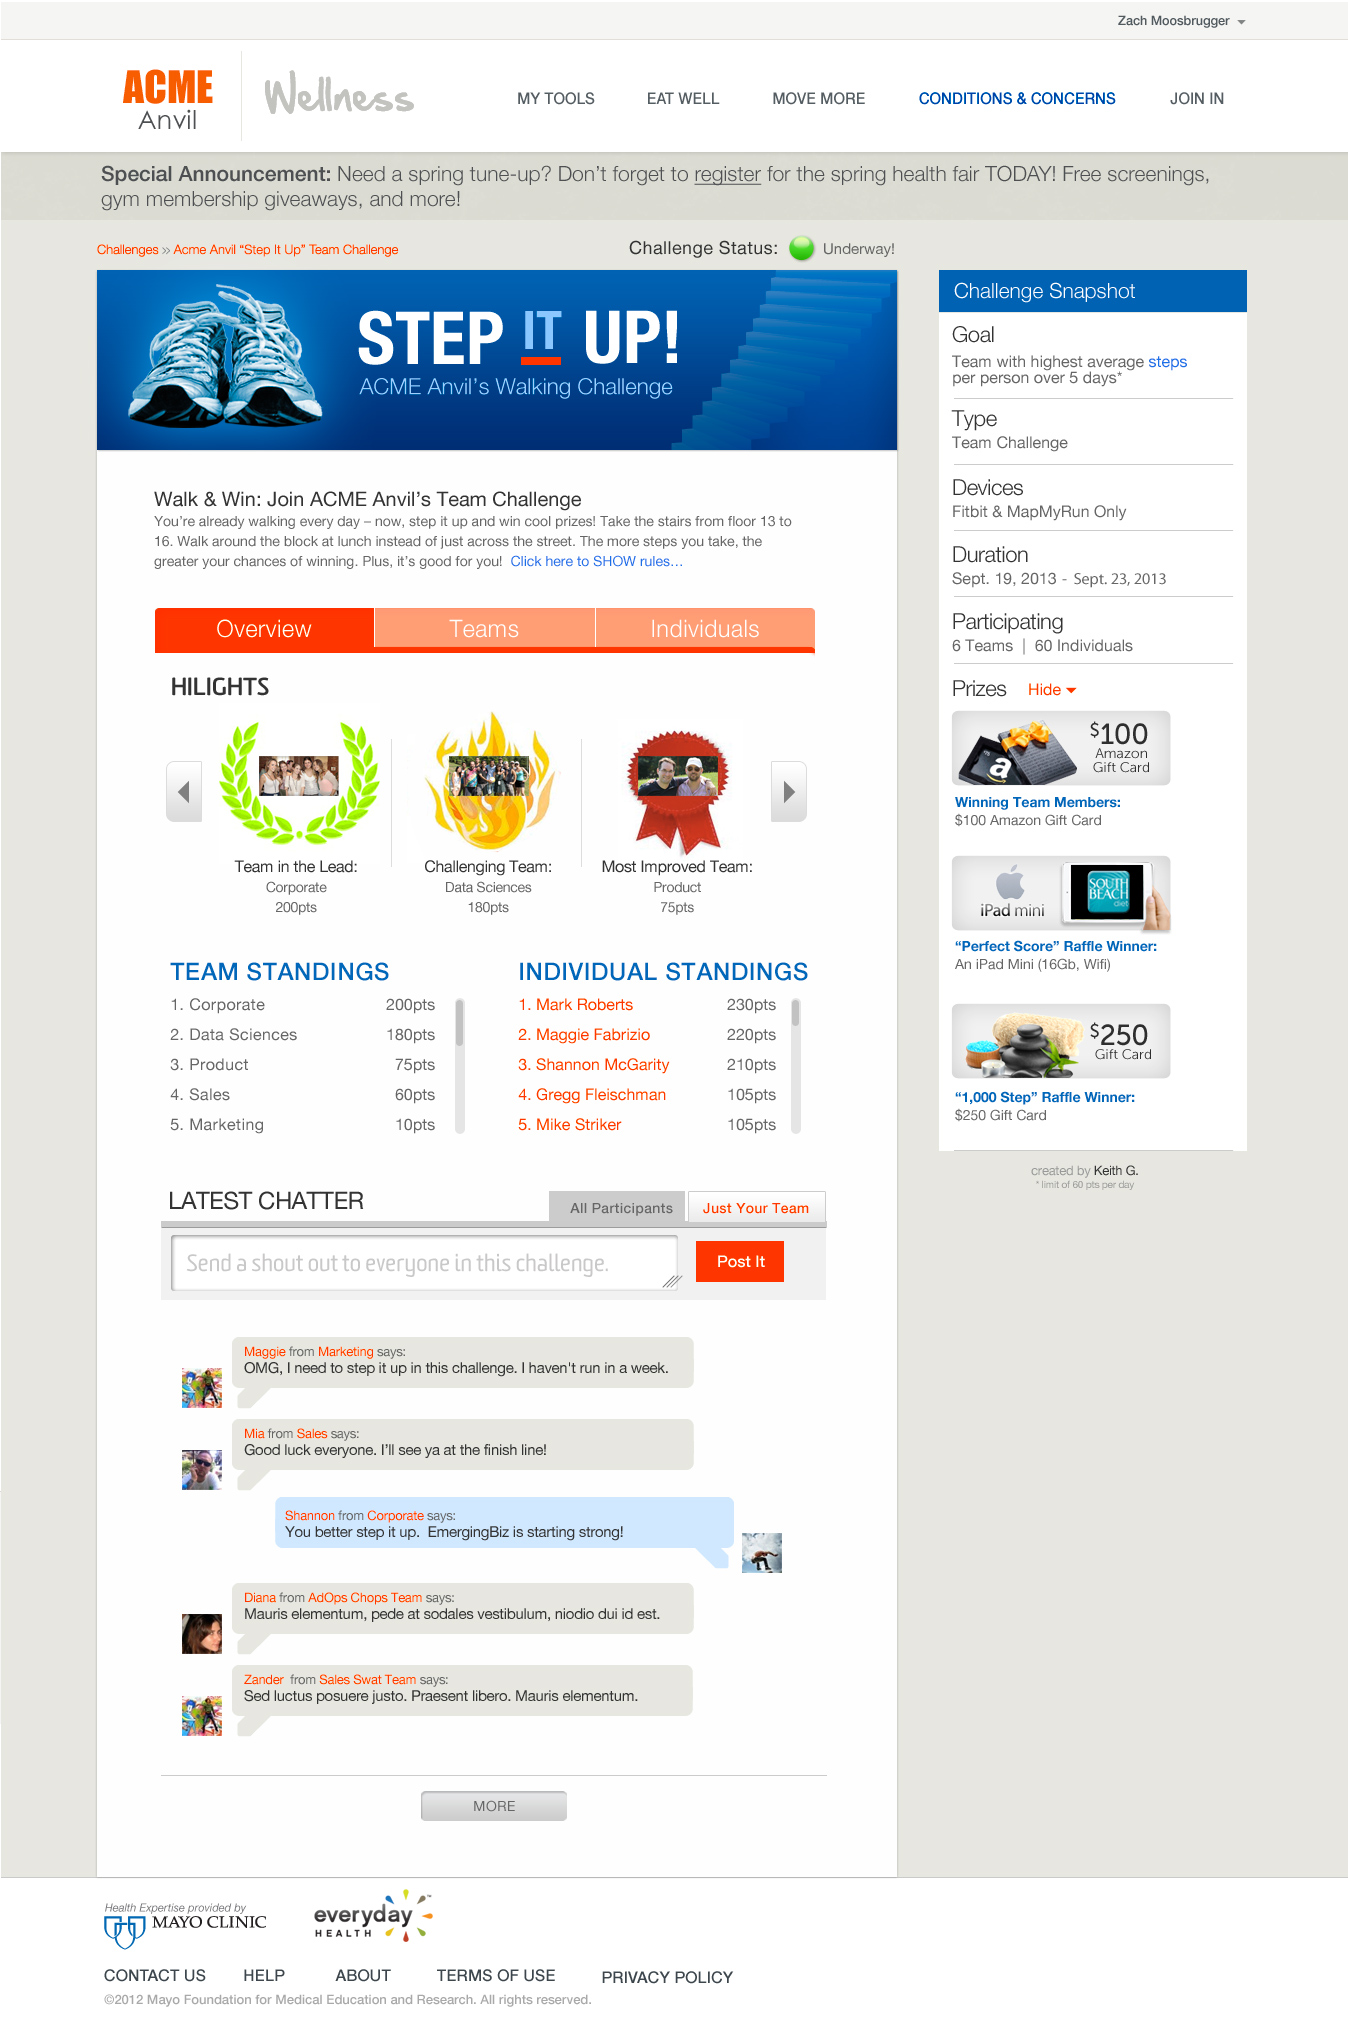 Zach Moosbrugger
ACME
Anvil
Wellness
MY TOOLS
EAT WELL
MOVE MORE
CONDITIONS & CONCERNS
JOIN IN
Special Announcement: Need a spring tune-up? Don’t forget to register for the spring health fair TODAY! Free screenings,
gym membership giveaways, and more!
Challenges » Acme Anvil “Step It Up” Team Challenge
Challenge Status: Underway!
STEP IT UP!
ACME Anvil’s Walking Challenge
Walk & Win: Join ACME Anvil’s Team Challenge
You’re already walking every day – now, step it up and win cool prizes! Take the stairs from floor 13 to
16. Walk around the block at lunch instead of just across the street. The more steps you take, the
greater your chances of winning. Plus, it’s good for you! Click here to SHOW rules...
Overview
Teams
Individuals
HILIGHTS
Team in the Lead:
Corporate
200pts
Challenging Team:
Data Sciences
180pts
Most Improved Team:
Product
75pts
TEAM STANDINGS
1. Corporate 200pts
2. Data Sciences 180pts
3. Product 75pts
4. Sales 60pts
5. Marketing 10pts
INDIVIDUAL STANDINGS
1. Mark Roberts 230pts
2. Maggie Fabrizio 220pts
3. Shannon McGarity 210pts
4. Gregg Fleischman 105pts
5. Mike Striker 105pts
LATEST CHATTER
All Participants
Just Your Team
Send a shout out to everyone in this challenge.
Post It
Maggie from Marketing says:
OMG, I need to step it up in this challenge. I haven't run in a week.
Mia from Sales says:
Good luck everyone. I’ll see ya at the finish line!
Shannon from Corporate says:
You better step it up. EmergingBiz is starting strong!
Diana from AdOps Chops Team says:
Mauris elementum, pede at sodales vestibulum, niodio dui id est.
Zander from Sales Swat Team says:
Sed luctus posuere justo. Praesent libero. Mauris elementum.
MORE
Challenge Snapshot
Goal
Team with highest average steps
per person over 5 days*
Type
Team Challenge
Devices
Fitbit & MapMyRun Only
Duration
Sept. 19, 2013 - Sept. 23, 2013
Participating
6 Teams | 60 Individuals
Prizes Hide
$100
Amazon
Gift Card
a
Winning Team Members:
$100 Amazon Gift Card
iPad mini
SOUTH
BEACH
diet
“Perfect Score” Raffle Winner:
An iPad Mini (16Gb, Wifi)
$250
Gift Card
“1,000 Step” Raffle Winner:
$250 Gift Card
created by Keith G.
* limit of 60 pts per day
Health Expertise provided by
MAYO CLINIC
everyday
HEALTH
CONTACT US
HELP
ABOUT
TERMS OF USE
PRIVACY POLICY
©2012 Mayo Foundation for Medical Education and Research. All rights reserved.